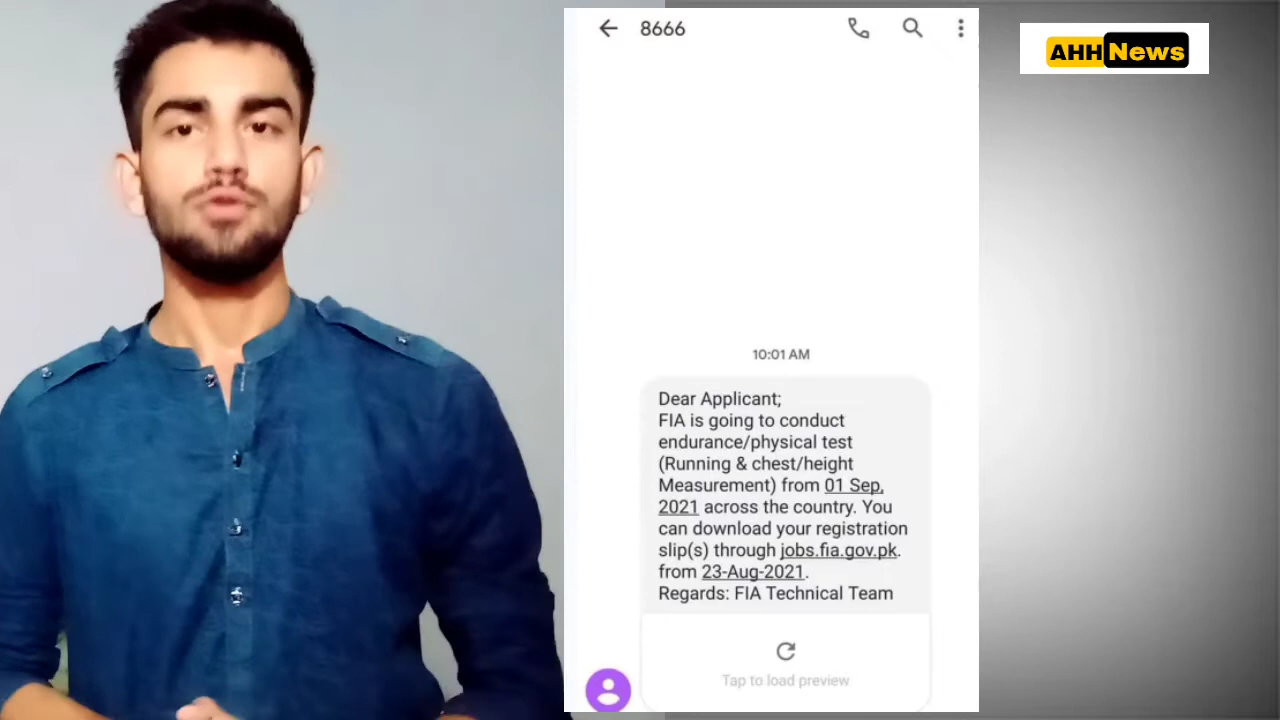 8666
AHH News
10:01 AM
Dear Applicant;
FIA is going to conduct
endurance/physical test
(Running & chest/height
Measurement) from 01 Sep,
2021 across the country. You
can download your registration
slip(s) through jobs.fia.gov.pk.
from 23-Aug-2021.
Regards: FIA Technical Team
Tap to load preview